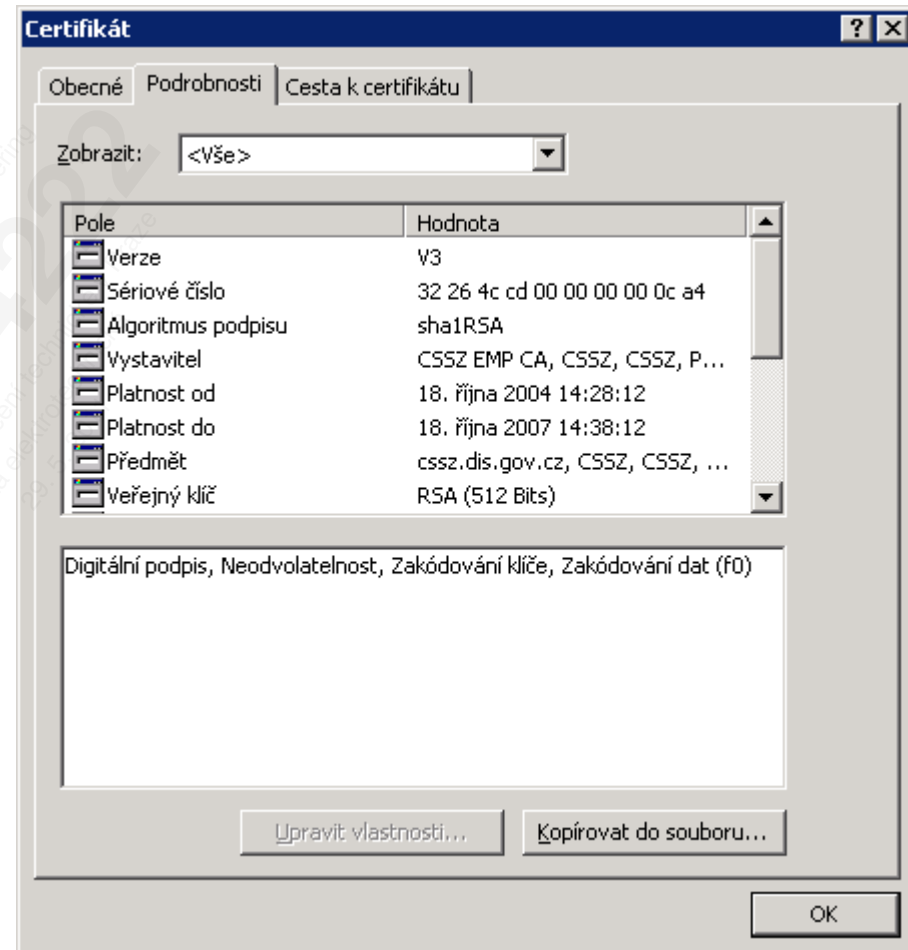 Certifikát
Obecné Podrobnosti Cesta k certifikátu
Zobrazit: <Vše>
Pole Hodnota
Verze V3
Sériové číslo 32 26 4c cd 00 00 00 00 0c a4
Algoritmus podpisu sha1RSA
Vystavitel CSSZ EMP CA, CSSZ, CSSZ, P...
Platnost od 18. října 2004 14:28:12
Platnost do 18. října 2007 14:38:12
Předmět cssz.dis.gov.cz, CSSZ, CSSZ, ...
Veřejný klíč RSA (512 Bits)
Digitální podpis, Neodvolatelnost, Zakódování klíče, Zakódování dat (f0)
Upravit vlastnosti... Kopírovat do souboru...
OK